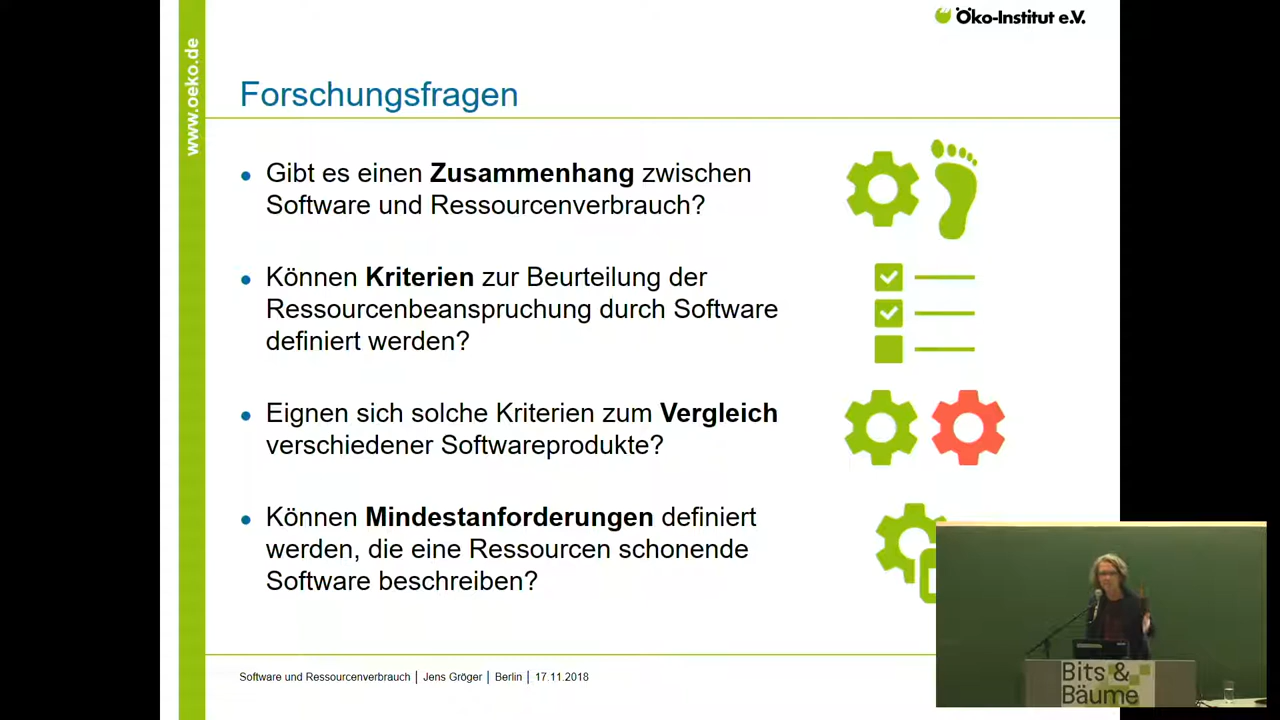 Öko-Institut e.V.
www.oeko.de
Forschungsfragen
Gibt es einen Zusammenhang zwischen
Software und Ressourcenverbrauch?
Können Kriterien zur Beurteilung der
Ressourcenbeanspruchung durch Software
definiert werden?
Eignen sich solche Kriterien zum Vergleich
verschiedener Softwareprodukte?
Können Mindestanforderungen definiert
werden, die eine Ressourcen schonende
Software beschreiben?
Software und Ressourcenverbrauch | Jens Gröger | Berlin | 17.11.2018
Bits &
Bäume